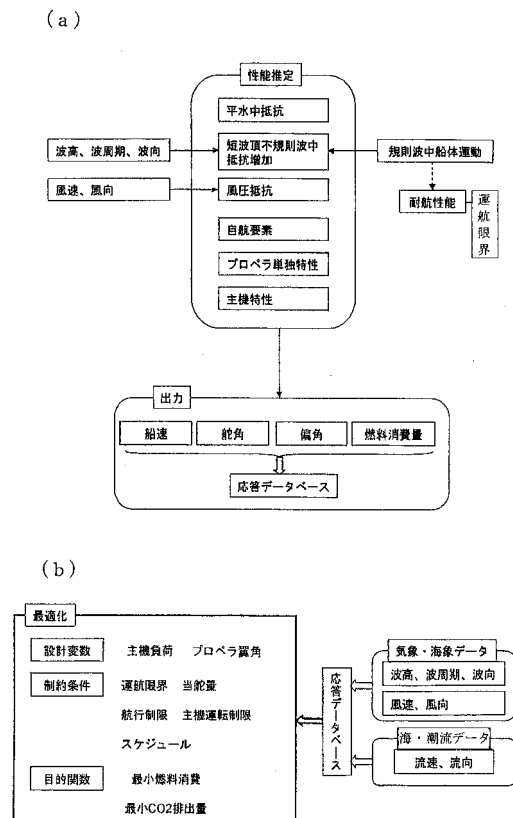 (a)
性能推定
平水中抵抗
波高、波周期、波向
短波頂不規則波中
抵抗増加
規則波中船体運動
風速、風向
風圧抵抗
耐航性能
運航限界
自航要素
プロペラ単独特性
主機特性
出力
船速
舵角
偏角
燃料消費量
応答データベース
(b)
最適化
設計変数
主機負荷 プロペラ翼角
制約条件
運航限界 当舵量
航行制限 主機運転制限
スケジュール
目的関数
最小燃料消費
最小CO2排出量
応答データベース
気象・海象データ
波高、波周期、波向
風速、風向
海・潮流データ
流速、流向